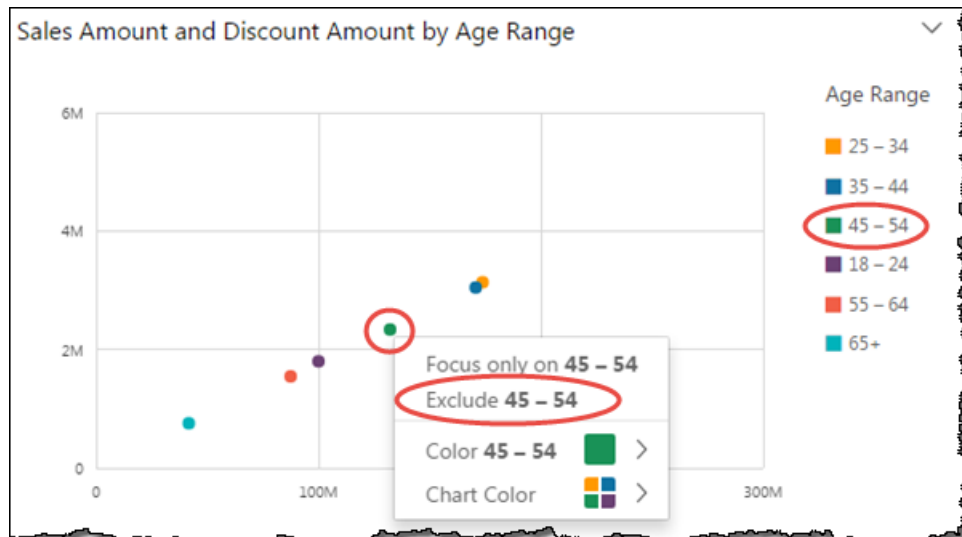 Sales Amount and Discount Amount by Age Range
Age Range
6M
25 – 34
35 – 44
4M
45 – 54
18 – 24
55 – 64
2M
65+
Focus only on 45 – 54
Exclude 45 – 54
Color 45 – 54
Chart Color
0
0
100M
300M